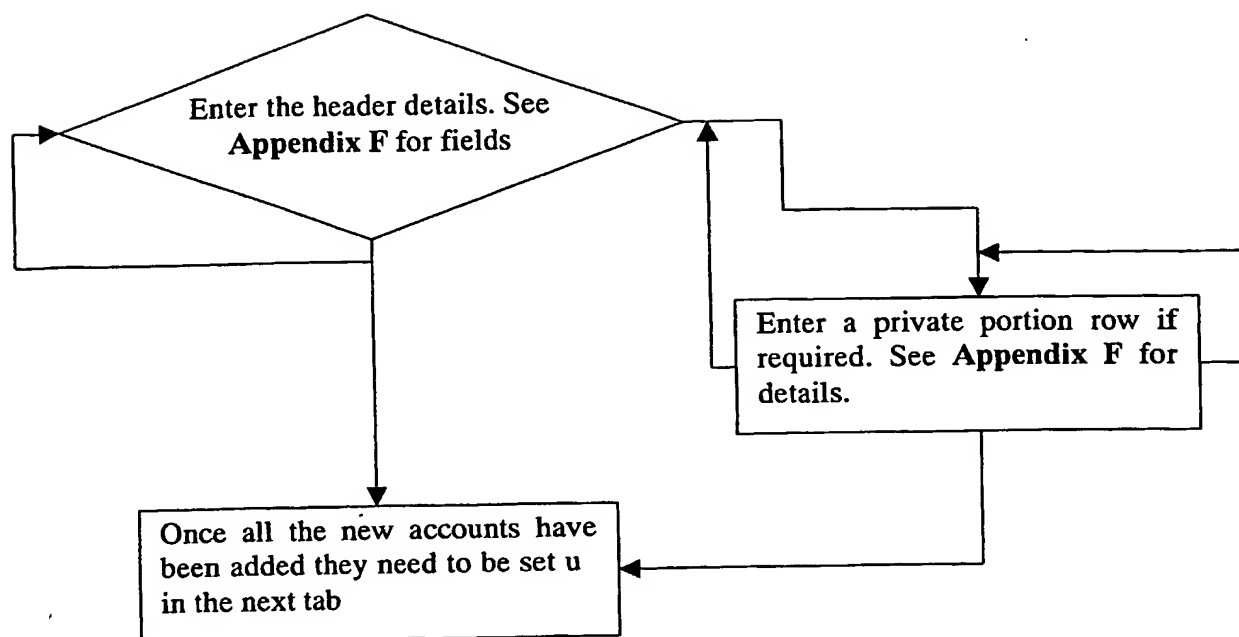 Enter the header details. See
Appendix F for fields
Enter a private portion row if
required. See Appendix F for
details.
Once all the new accounts have
been added they need to be set u
in the next tab